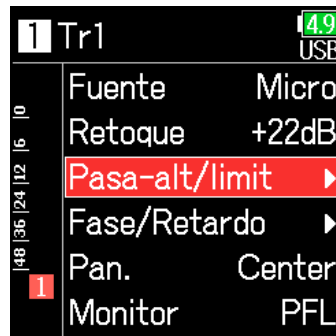 1 Tr1 4.9
USB
Fuente Micro
Retoque +22dB
Pasa-alt/limit
Fase/Retardo
Pan. Center
Monitor PFL
|48|36|24|12 |6 |0
1